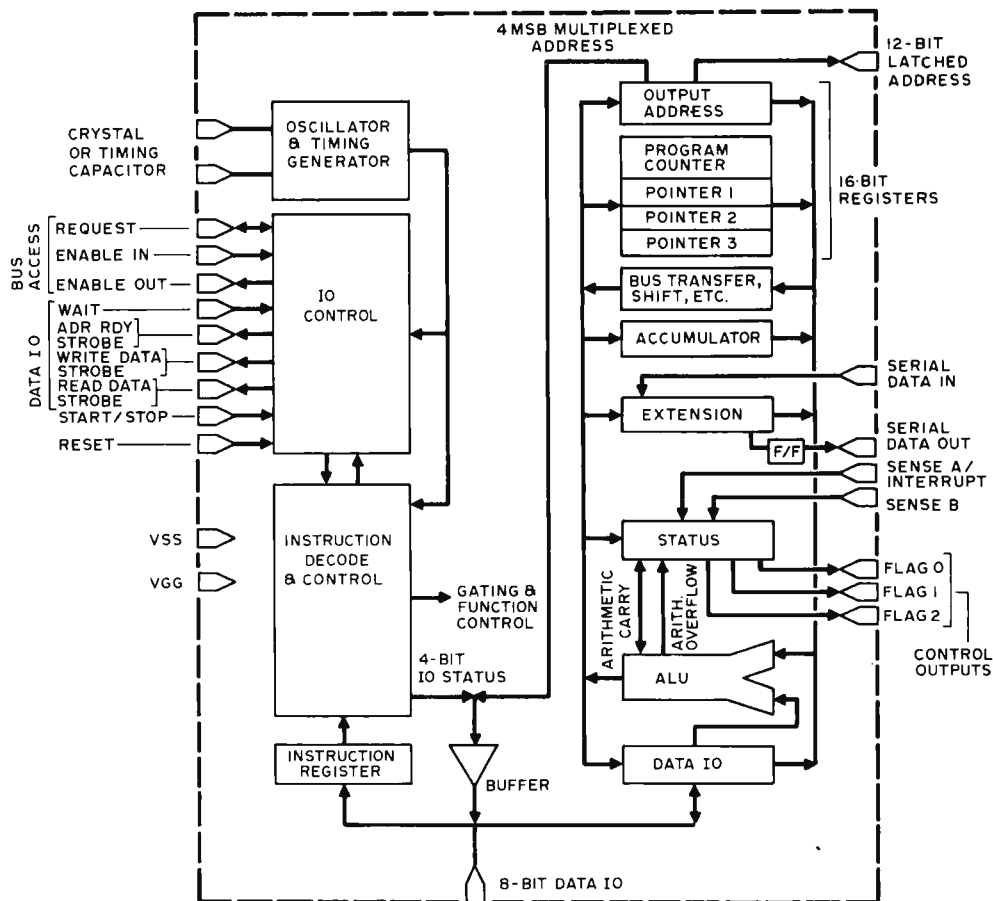 4 MSB MULTIPLEXED
ADDRESS
12-BIT
LATCHED
ADDRESS
CRYSTAL
OR TIMING
CAPACITOR
OSCILLATOR
& TIMING
GENERATOR
OUTPUT
ADDRESS
PROGRAM
COUNTER
POINTER 1
POINTER 2
POINTER 3
16-BIT
REGISTERS
BUS
ACCESS
REQUEST
ENABLE IN
ENABLE OUT
DATA IO
WAIT
ADR RDY
STROBE
WRITE DATA
STROBE
READ DATA
STROBE
START/STOP
RESET
IO
CONTROL
BUS TRANSFER,
SHIFT, ETC.
ACCUMULATOR
EXTENSION
SERIAL
DATA IN
F/F
SERIAL
DATA OUT
SENSE A/
INTERRUPT
SENSE B
STATUS
VSS
VGG
INSTRUCTION
DECODE
& CONTROL
GATING &
FUNCTION
CONTROL
4-BIT
IO STATUS
ARITHMETIC
CARRY
ARITH.
OVERFLOW
FLAG 0
FLAG 1
FLAG 2
CONTROL
OUTPUTS
ALU
INSTRUCTION
REGISTER
BUFFER
DATA IO
8-BIT DATA IO